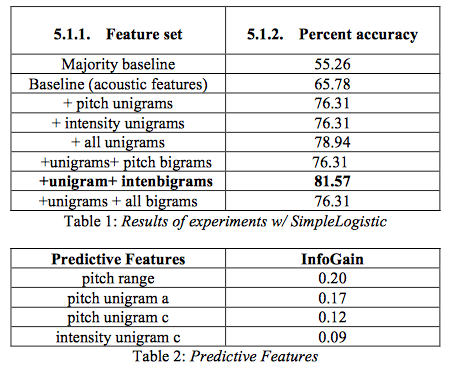 5.1.1. Feature set 5.1.2. Percent accuracy
Majority baseline 55.26
Baseline (acoustic features) 65.78
+ pitch unigrams 76.31
+ intensity unigrams 76.31
+ all unigrams 78.94
+unigrams+ pitch bigrams 76.31
+unigram+ intenbigrams 81.57
+unigrams + all bigrams 76.31
Table 1: Results of experiments w/ SimpleLogistic
Predictive Features InfoGain
pitch range 0.20
pitch unigram a 0.17
pitch unigram c 0.12
intensity unigram c 0.09
Table 2: Predictive Features